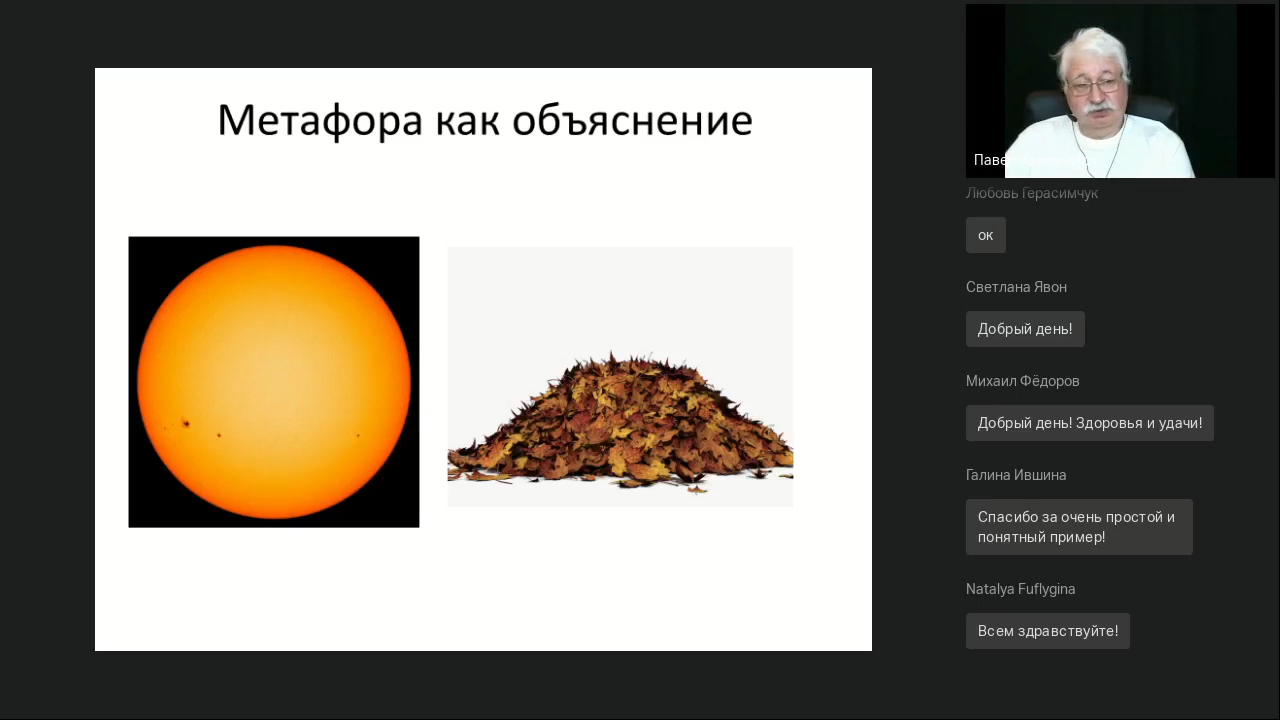 Метафора как объяснение
Любовь Герасимчук
ок
Светлана Явон
Добрый день!
Михаил Фёдоров
Добрый день! Здоровья и удачи!
Галина Ившина
Спасибо за очень простой и
понятный пример!
Natalya Fuflygina
Всем здравствуйте!